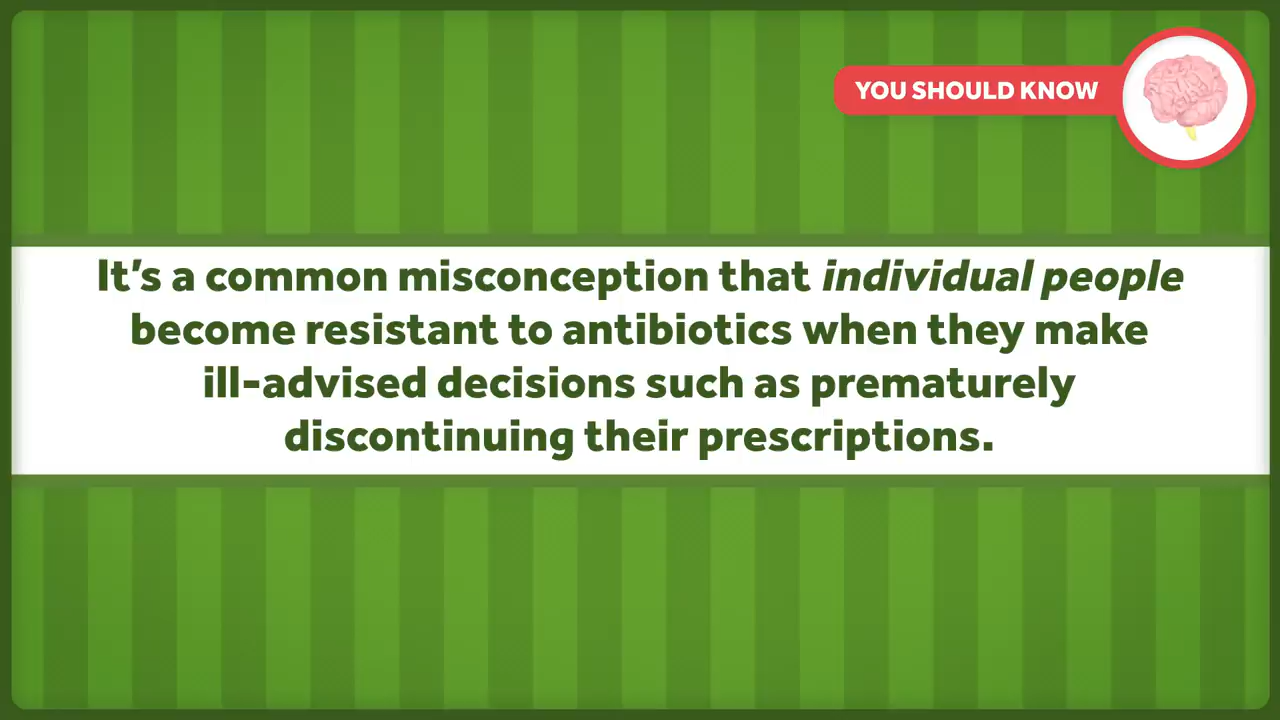 YOU SHOULD KNOW
It’s a common misconception that individual people
become resistant to antibiotics when they make
ill-advised decisions such as prematurely
discontinuing their prescriptions.